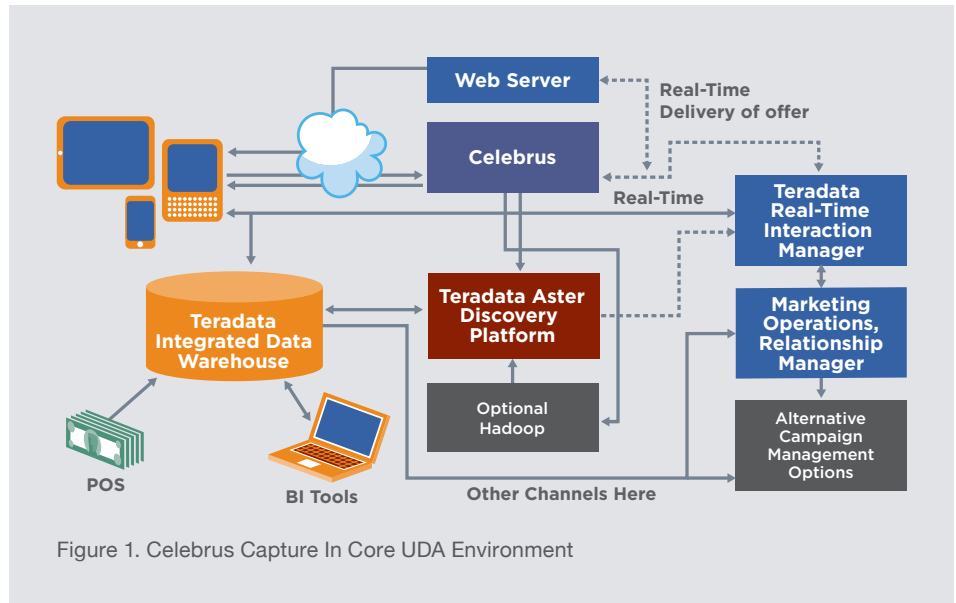 Web Server
Real-Time
Delivery of offer
Celebrus
Real-Time
Teradata
Real-Time
Interaction
Manager
Teradata
Integrated Data
Warehouse
Teradata Aster
Discovery
Platform
Marketing
Operations,
Relationship
Manager
Optional
Hadoop
Alternative
Campaign
Management
Options
POS
BI Tools
Other Channels Here
Figure 1. Celebrus Capture In Core UDA Environment